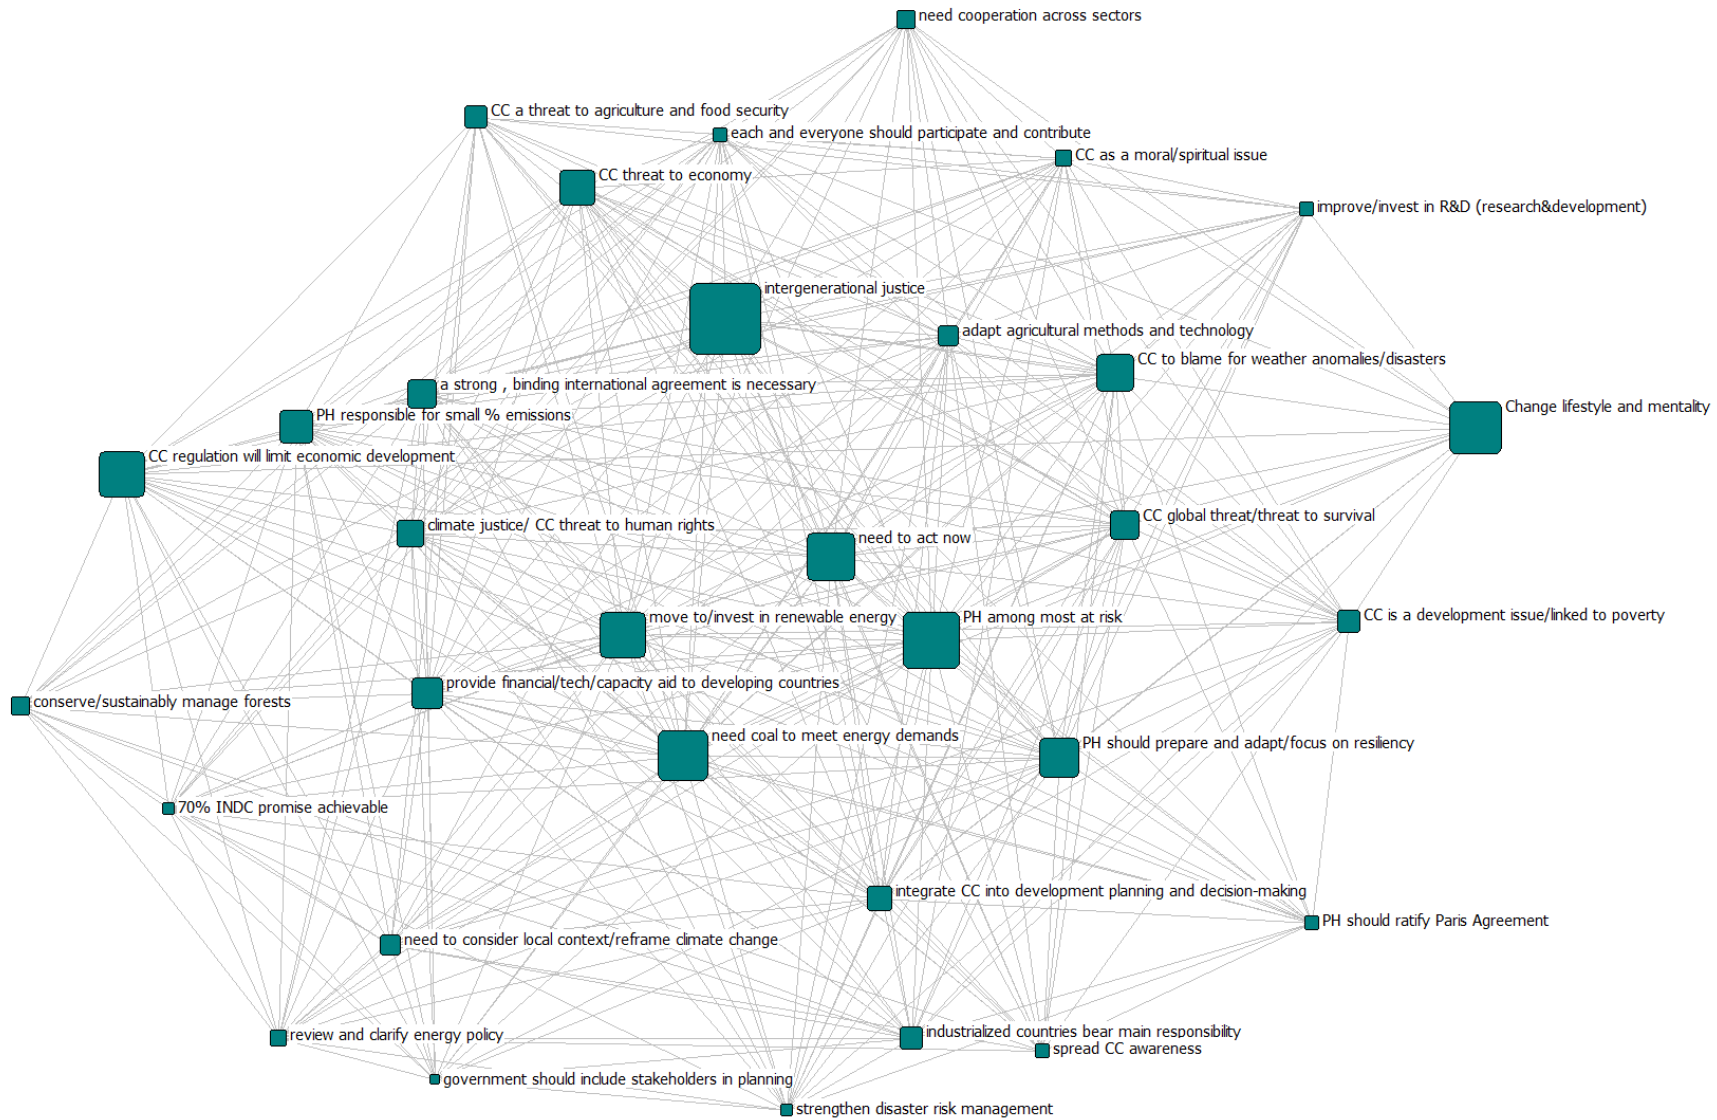 need cooperation across sectors
CC a threat to agriculture and food security
each and everyone should participate and contribute
CC as a moral/spiritual issue
CC threat to economy
improve/invest in R&D (research&development)
intergenerational justice
adapt agricultural methods and technology
CC to blame for weather anomalies/disasters
a strong , binding international agreement is necessary
Change lifestyle and mentality
PH responsible for small % emissions
CC regulation will limit economic development
CC global threat/threat to survival
climate justice/ CC threat to human rights
need to act now
CC is a development issue/linked to poverty
move to/invest in renewable energy
PH among most at risk
provide financial/tech/capacity aid to developing countries
conserve/sustainably manage forests
need coal to meet energy demands
PH should prepare and adapt/focus on resiliency
70% INDC promise achievable
integrate CC into development planning and decision-making
PH should ratify Paris Agreement
need to consider local context/reframe climate change
industrialized countries bear main responsibility
review and clarify energy policy
spread CC awareness
government should include stakeholders in planning
strengthen disaster risk management